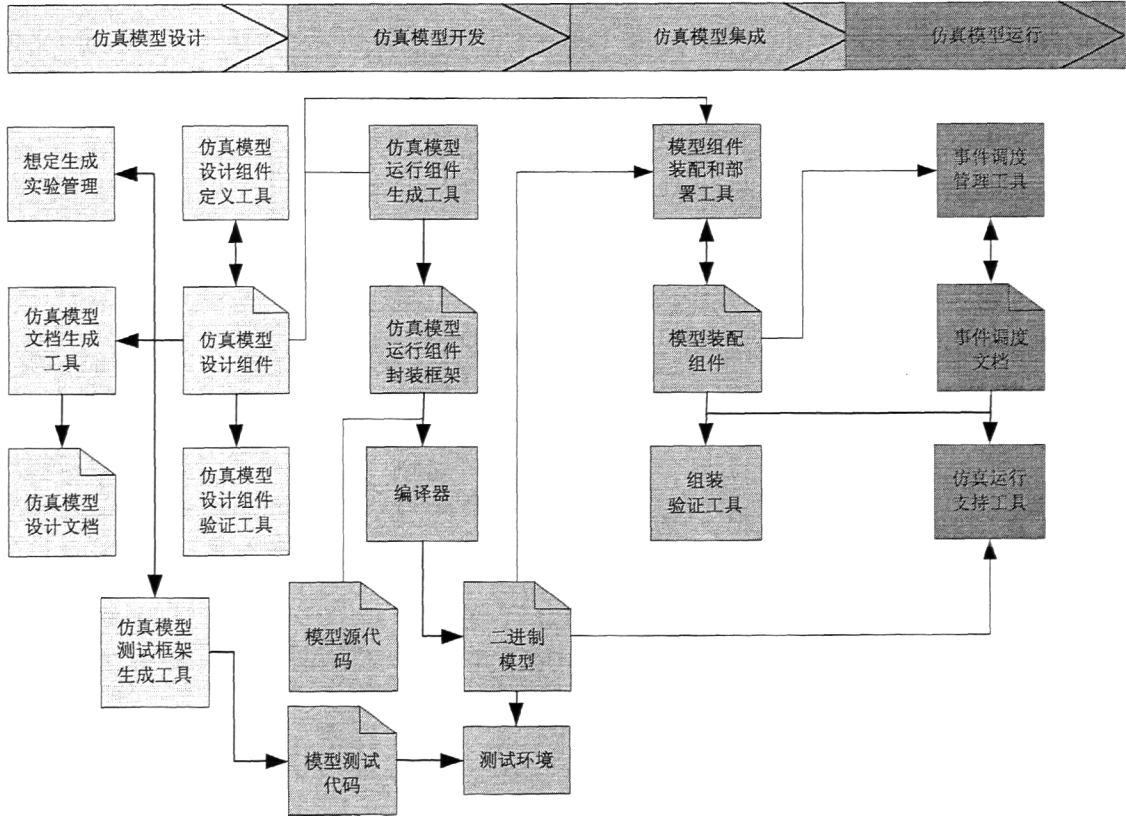 仿真模型设计
仿真模型开发
仿真模型集成
仿真模型运行
想定生成
实验管理
仿真模型
设计组件
定义工具
仿真模型
运行组件
生成工具
模型组件
装配和部
署工具
事件调度
管理工具
仿真模型
文档生成
工具
仿真模型
设计组件
仿真模型
运行组件
封装框架
模型装配
组件
事件调度
文档
仿真模型
设计文档
仿真模型
设计组件
验证工具
编译器
组装
验证工具
仿真运行
支持工具
仿真模型
测试框架
生成工具
模型源代
码
二进制
模型
模型测试
代码
测试环境